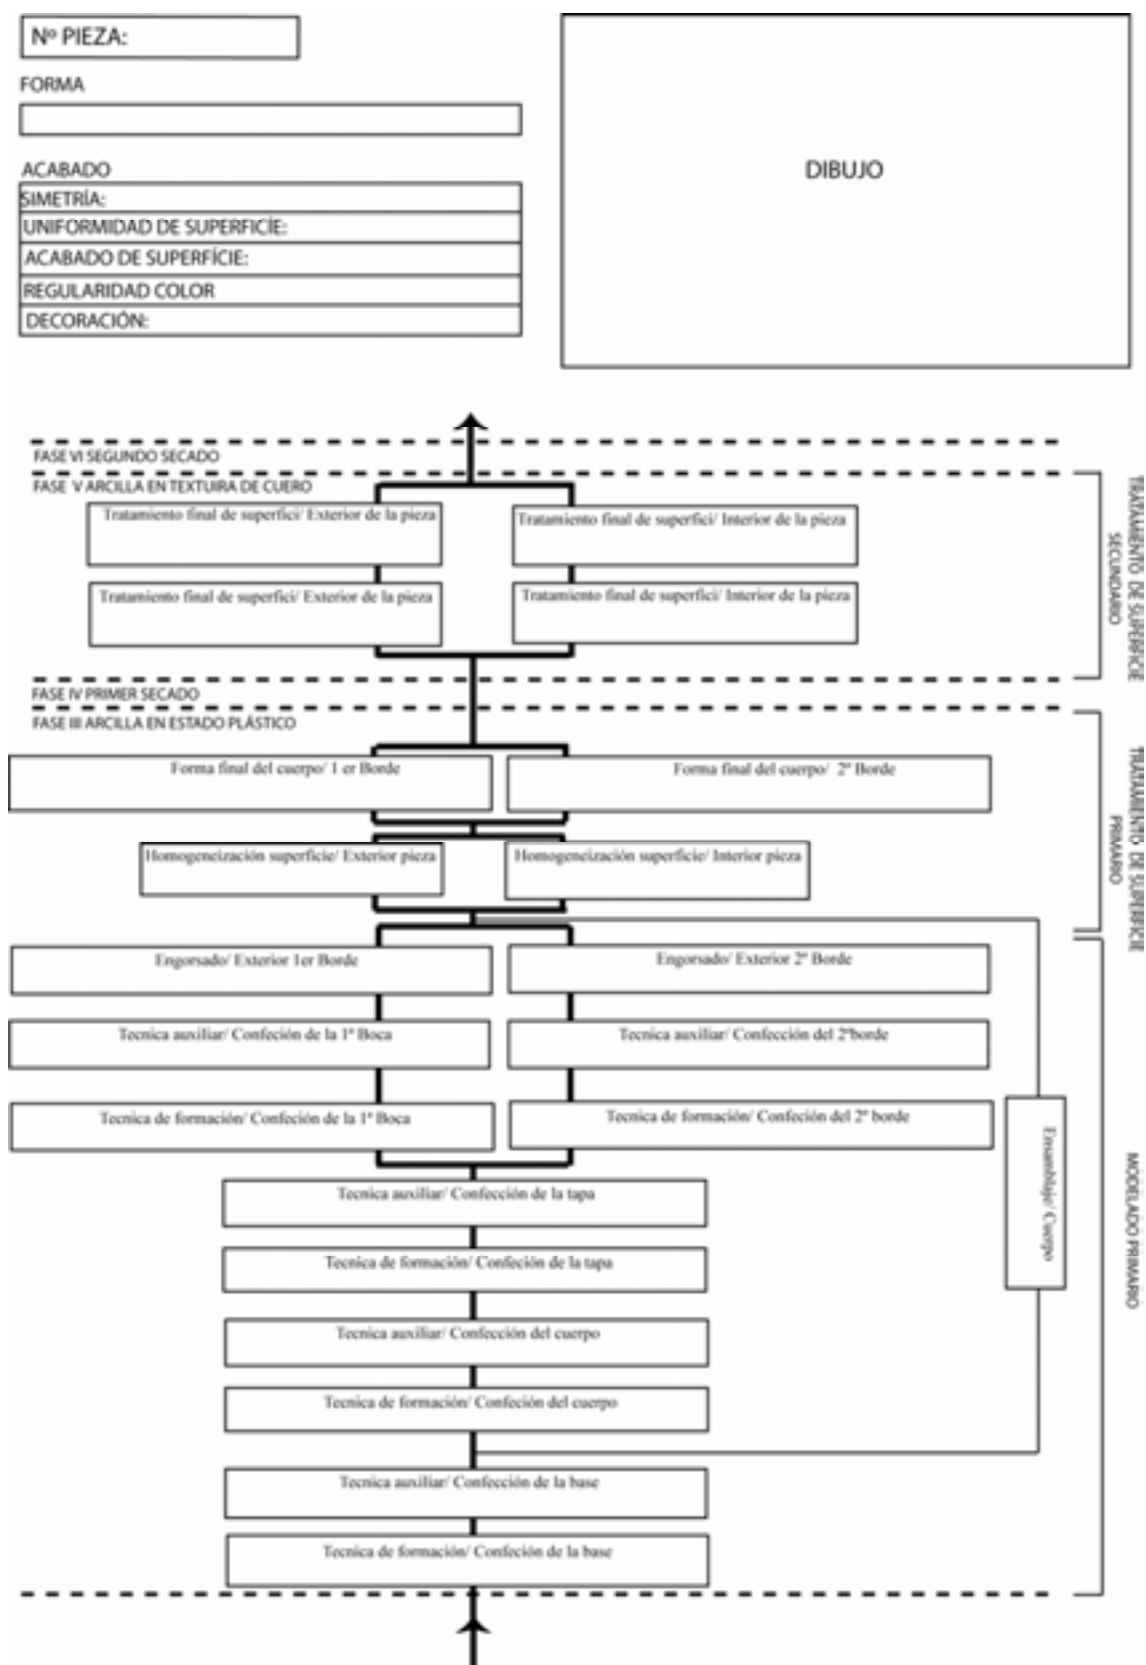 Nº PIEZA:
FORMA
ACABADO
SIMETRÍA:
UNIFORMIDAD DE SUPERFICÍE:
ACABADO DE SUPERFÍCIE:
REGULARIDAD COLOR
DECORACIÓN:
DIBUJO
FASE VI SEGUNDO SECADO
FASE V ARCILLA EN TEXTUIRA DE CUERO
Tratamiento final de superfici/ Exterior de la pieza
Tratamiento final de superfici/ Interior de la pieza
Tratamiento final de superfici/ Exterior de la pieza
Tratamiento final de superfici/ Interior de la pieza
TRATAMIENTO DE SUPERFICIE
SECUNDARIO
FASE IV PRIMER SECADO
FASE III ARCILLA EN ESTADO PLÁSTICO
Forma final del cuerpo/ 1 er Borde
Forma final del cuerpo/ 2º Borde
Homogeneización superficie/ Exterior pieza
Homogeneización superficie/ Interior pieza
TRATAMIENTO DE SUPERFICIE
PRIMARIO
Engorsado/ Exterior 1er Borde
Engorsado/ Exterior 2º Borde
Tecnica auxiliar/ Confeción de la 1ª Boca
Tecnica auxiliar/ Confección del 2ºborde
Tecnica de formación/ Confeción de la 1ª Boca
Tecnica de formación/ Confeción del 2º borde
Tecnica auxiliar/ Confección de la tapa
Tecnica de formación/ Confeción de la tapa
Tecnica auxiliar/ Confección del cuerpo
Tecnica de formación/ Confeción del cuerpo
Tecnica auxiliar/ Confección de la base
Tecnica de formación/ Confeción de la base
Ensamblaje/ Cuerpo
MODELADO PRIMARIO